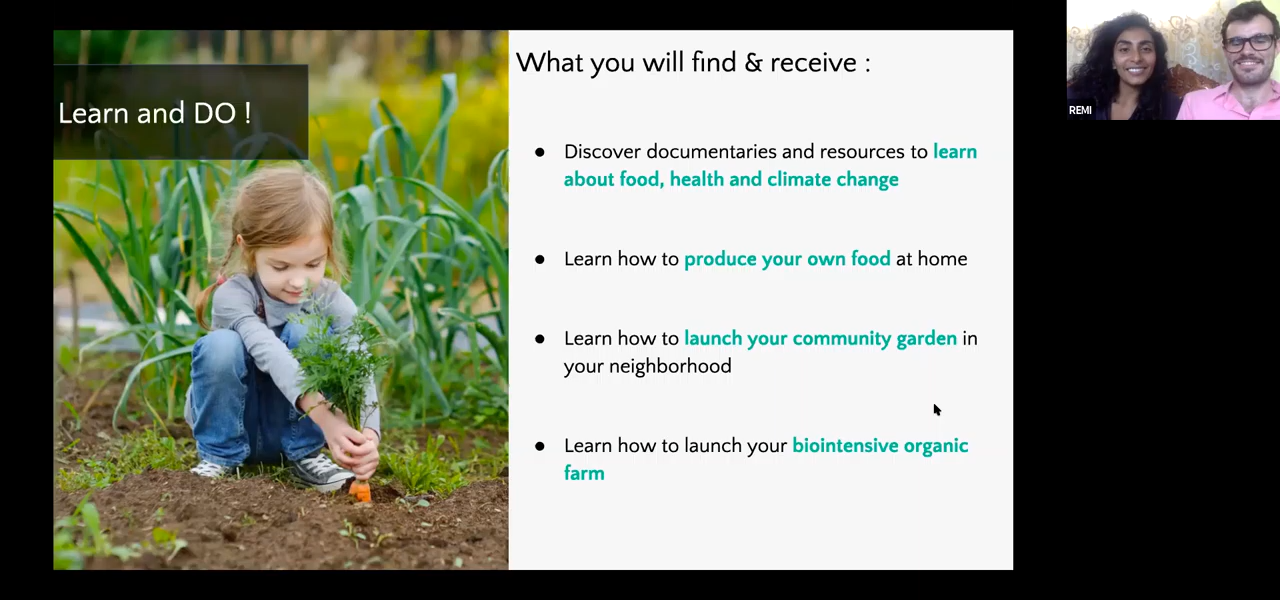 Learn and DO !
What you will find & receive :
● Discover documentaries and resources to learn
about food, health and climate change
● Learn how to produce your own food at home
● Learn how to launch your community garden in
your neighborhood
● Learn how to launch your biointensive organic
farm
REMI